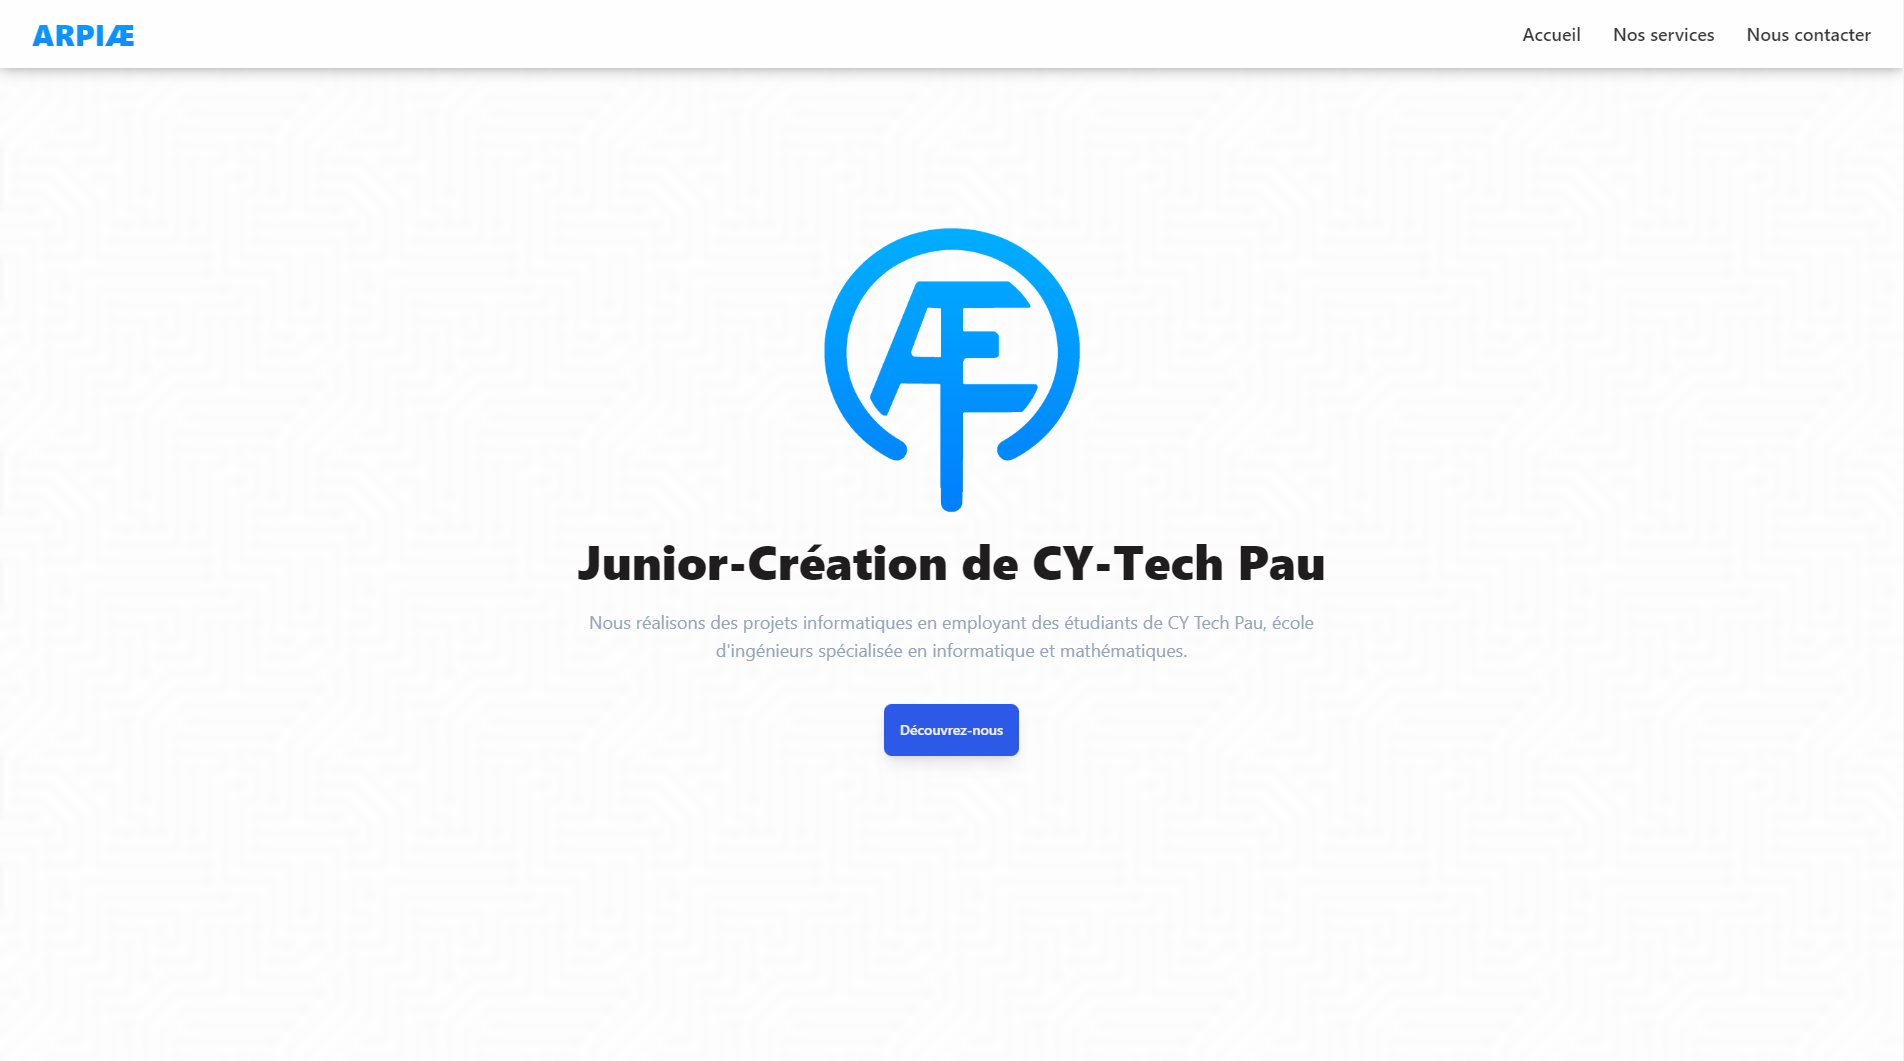 ARPIÆ
Accueil
Nos services
Nous contacter
Æ
Junior-Création de CY-Tech Pau
Nous réalisons des projets informatiques en employant des étudiants de CY Tech Pau, école
d'ingénieurs spécialisée en informatique et mathématiques.
Découvrez-nous